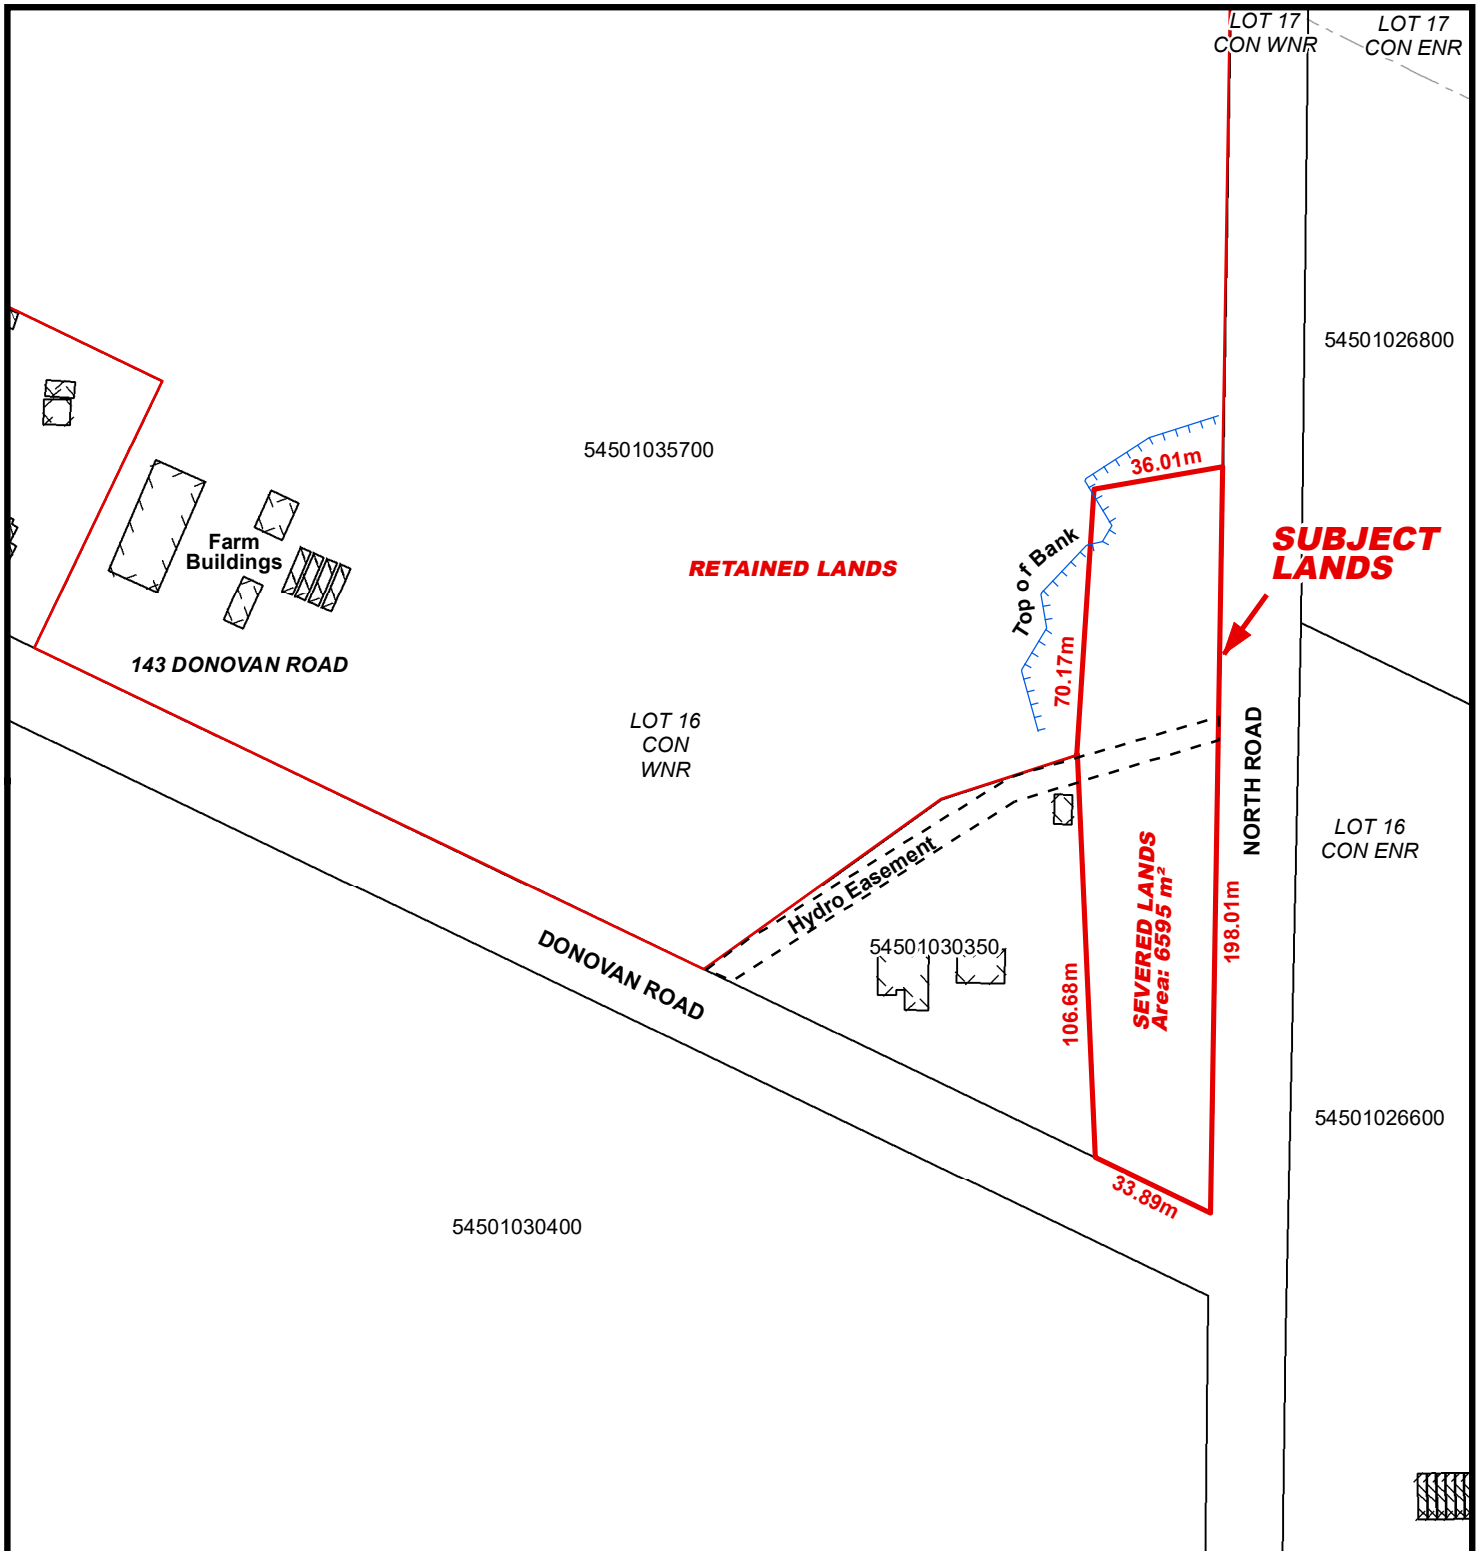 LOT 17
CON WNR
LOT 17
CON ENR
54501026800
54501035700
36.01m
SUBJECT
LANDS
Farm
Buildings
Top of Bank
RETAINED LANDS
143 DONOVAN ROAD
70.17m
LOT 16
CON
WNR
NORTH ROAD
LOT 16
CON ENR
Hydro Easement
SEVERED LANDS
Area: 6595 m²
198.01m
54501030350
DONOVAN ROAD
106.68m
54501026600
33.89m
54501030400